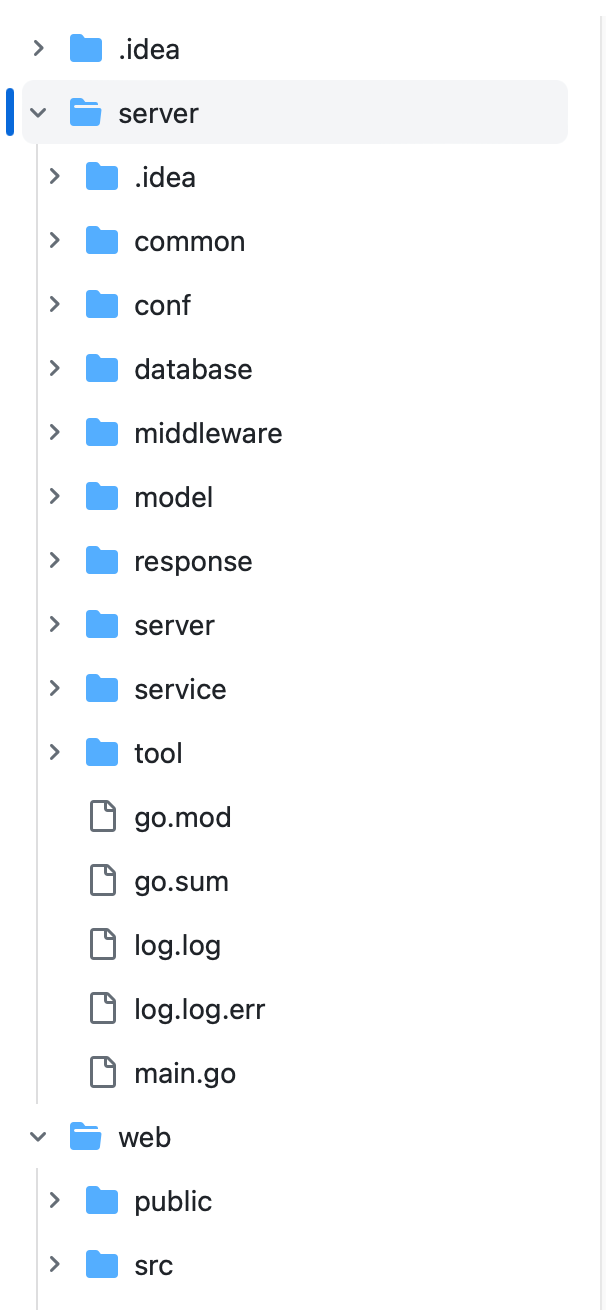 .idea
server
.idea
common
conf
database
middleware
model
response
server
service
tool
go.mod
go.sum
log.log
log.log.err
main.go
web
public
src